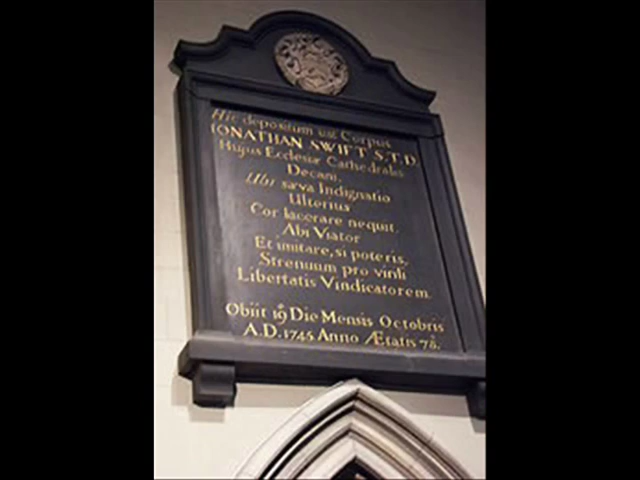 Hic depositum est Corpus
IONATHAN SWIFT S.T.D.
Hujus Ecclesiæ Cathedralis
Decani,
Ubi sæva Indignatio
Ulterius
Cor lacerare nequit.
Abi Viator
Et imitare, si poteris,
Strenuum pro virili
Libertatis Vindicatorem.
Obiit 19º Die Mensis Octobris
A.D. 1745 Anno Ætatis 78.